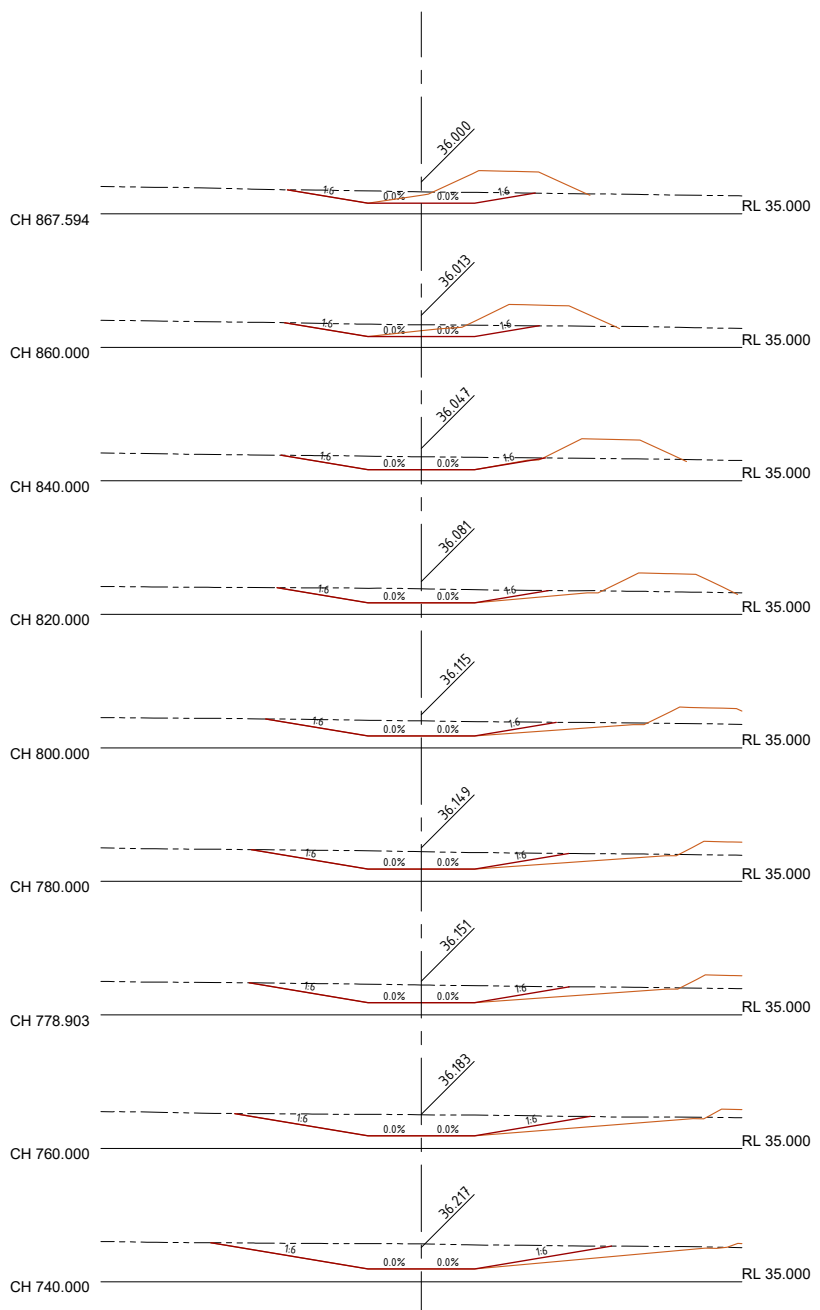 36.000
1:6 0.0% 0.0% 1:6
CH 867.594 RL 35.000
36.013
1:6 0.0% 0.0% 1:6
CH 860.000 RL 35.000
36.047
1:6 0.0% 0.0% 1:6
CH 840.000 RL 35.000
36.081
1:6 0.0% 0.0% 1:6
CH 820.000 RL 35.000
36.115
1:6 0.0% 0.0% 1:6
CH 800.000 RL 35.000
36.149
1:6 0.0% 0.0% 1:6
CH 780.000 RL 35.000
36.151
1:6 0.0% 0.0% 1:6
CH 778.903 RL 35.000
36.183
1:6 0.0% 0.0% 1:6
CH 760.000 RL 35.000
36.217
1:6 0.0% 0.0% 1:6
CH 740.000 RL 35.000